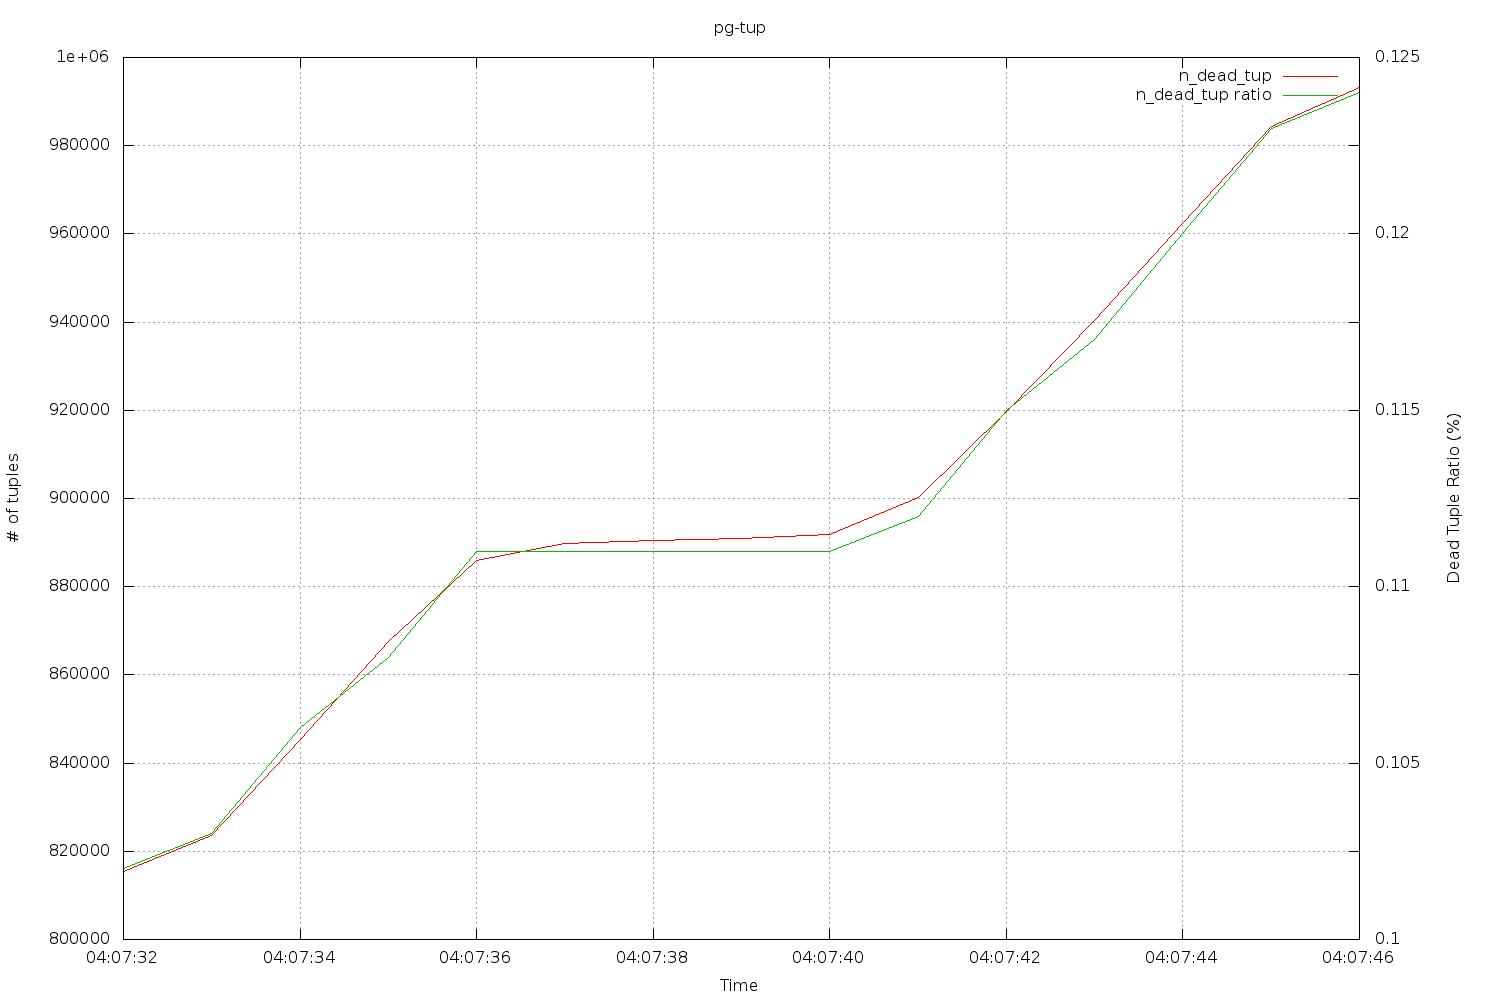 pg-tup
1e+06
980000
960000
940000
920000
900000
880000
860000
840000
820000
800000
# of tuples
0.125
0.12
0.115
0.11
0.105
0.1
Dead Tuple Ratio (%)
n_dead_tup
n_dead_tup ratio
04:07:32 04:07:34 04:07:36 04:07:38 04:07:40 04:07:42 04:07:44 04:07:46
Time